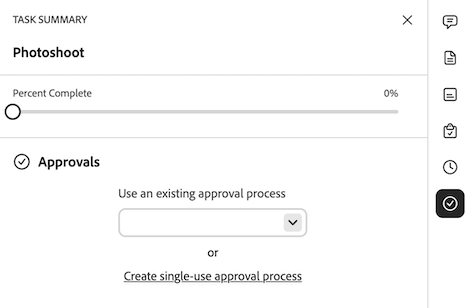 TASK SUMMARY
Photoshoot
Percent Complete 0%
Approvals
Use an existing approval process
or
Create single-use approval process